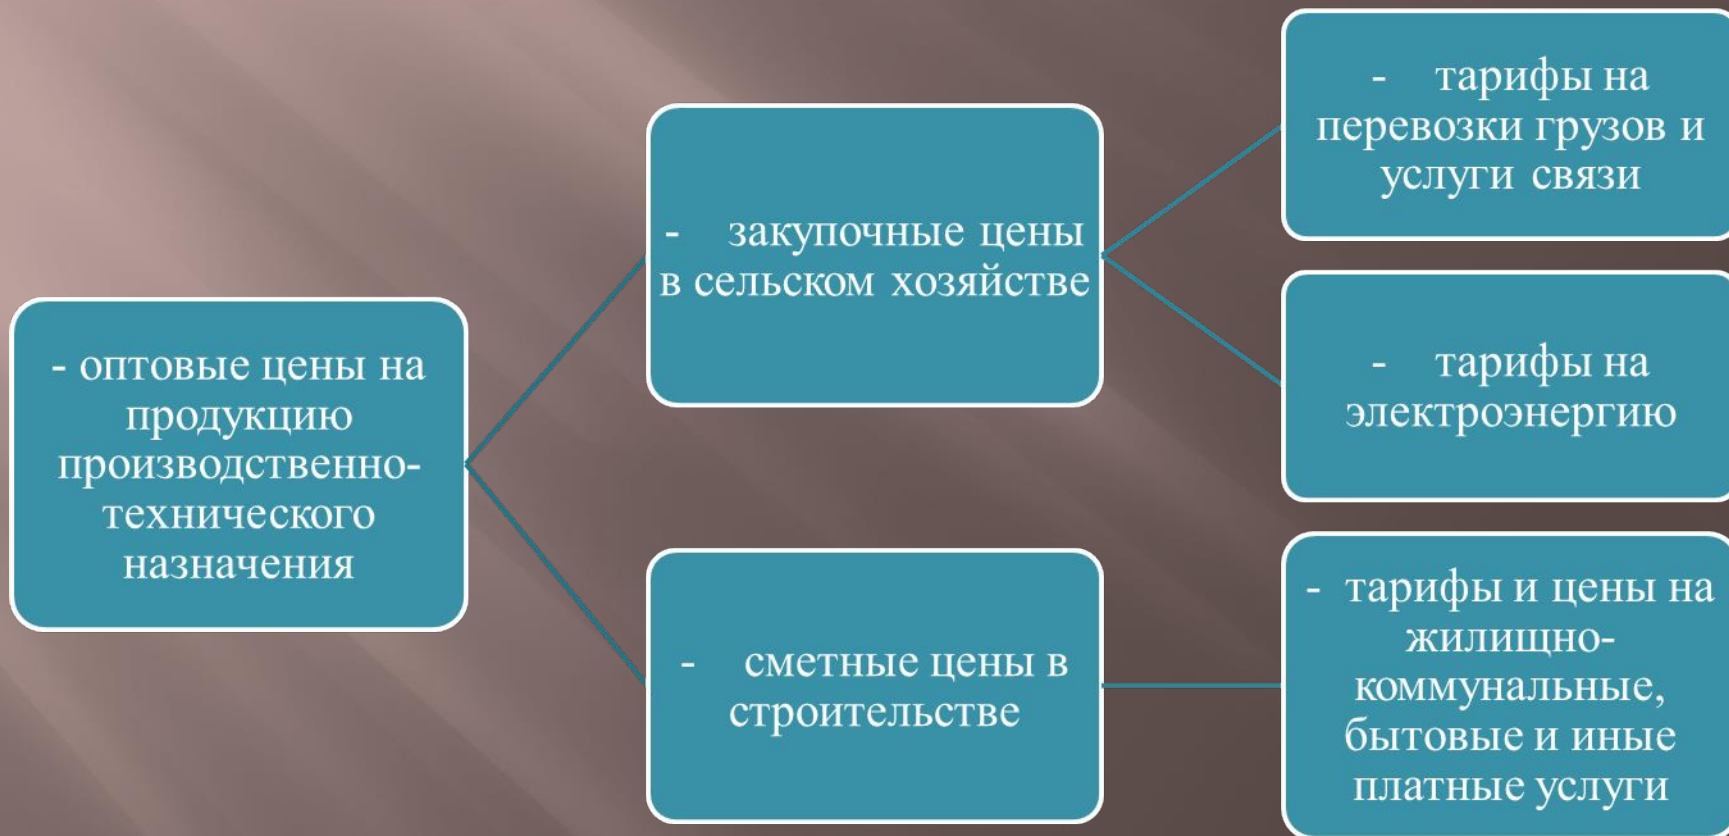 - оптовые цены на
продукцию
производственно-
технического
назначения
- закупочные цены
в сельском хозяйстве
- сметные цены в
строительстве
- тарифы на
перевозки грузов и
услуги связи
- тарифы на
электроэнергию
- тарифы и цены на
жилищно-
коммунальные,
бытовые и иные
платные услуги